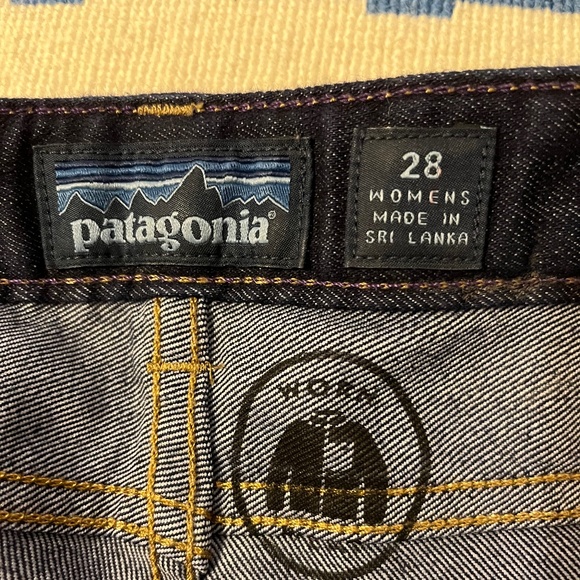 patagonia®
28
WOMENS
MADE IN
SRI LANKA
WORN